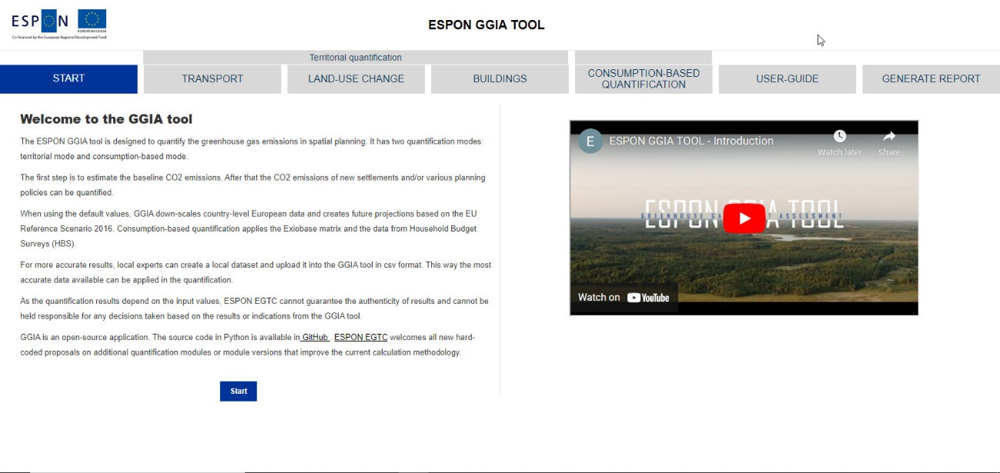 ESPON
EUROPEAN UNION
Co-financed by the European Regional Development Fund
ESPON GGIA TOOL
Territorial quantification
START
TRANSPORT
LAND-USE CHANGE
BUILDINGS
CONSUMPTION-BASED
QUANTIFICATION
USER-GUIDE
GENERATE REPORT
Welcome to the GGIA tool
The ESPON GGIA tool is designed to quantify the greenhouse gas emissions in spatial planning. It has two quantification modes:
territorial mode and consumption-based mode.
The first step is to estimate the baseline CO2 emissions. After that the CO2 emissions of new settlements and/or various planning
policies can be quantified.
When using the default values, GGIA down-scales country-level European data and creates future projections based on the EU
Reference Scenario 2016. Consumption-based quantification applies the Exiobase matrix and the data from Household Budget
Surveys (HBS).
For more accurate results, local experts can create a local dataset and upload it into the GGIA tool in csv format. This way the most
accurate data available can be applied in the quantification.
As the quantification results depend on the input values, ESPON EGTC cannot guarantee the authenticity of results and cannot be
held responsible for any decisions taken based on the results or indications from the GGIA tool.
GGIA is an open-source application. The source code in Python is available in GitHub . ESPON EGTC welcomes all new hard-
coded proposals on additional quantification modules or module versions that improve the current calculation methodology.
Start
E
ESPON GGIA TOOL - Introduction
Watch later
Share
ESPON GGIA TOOL
GREENHOUSE GA ASSESSMENT
Watch on YouTube